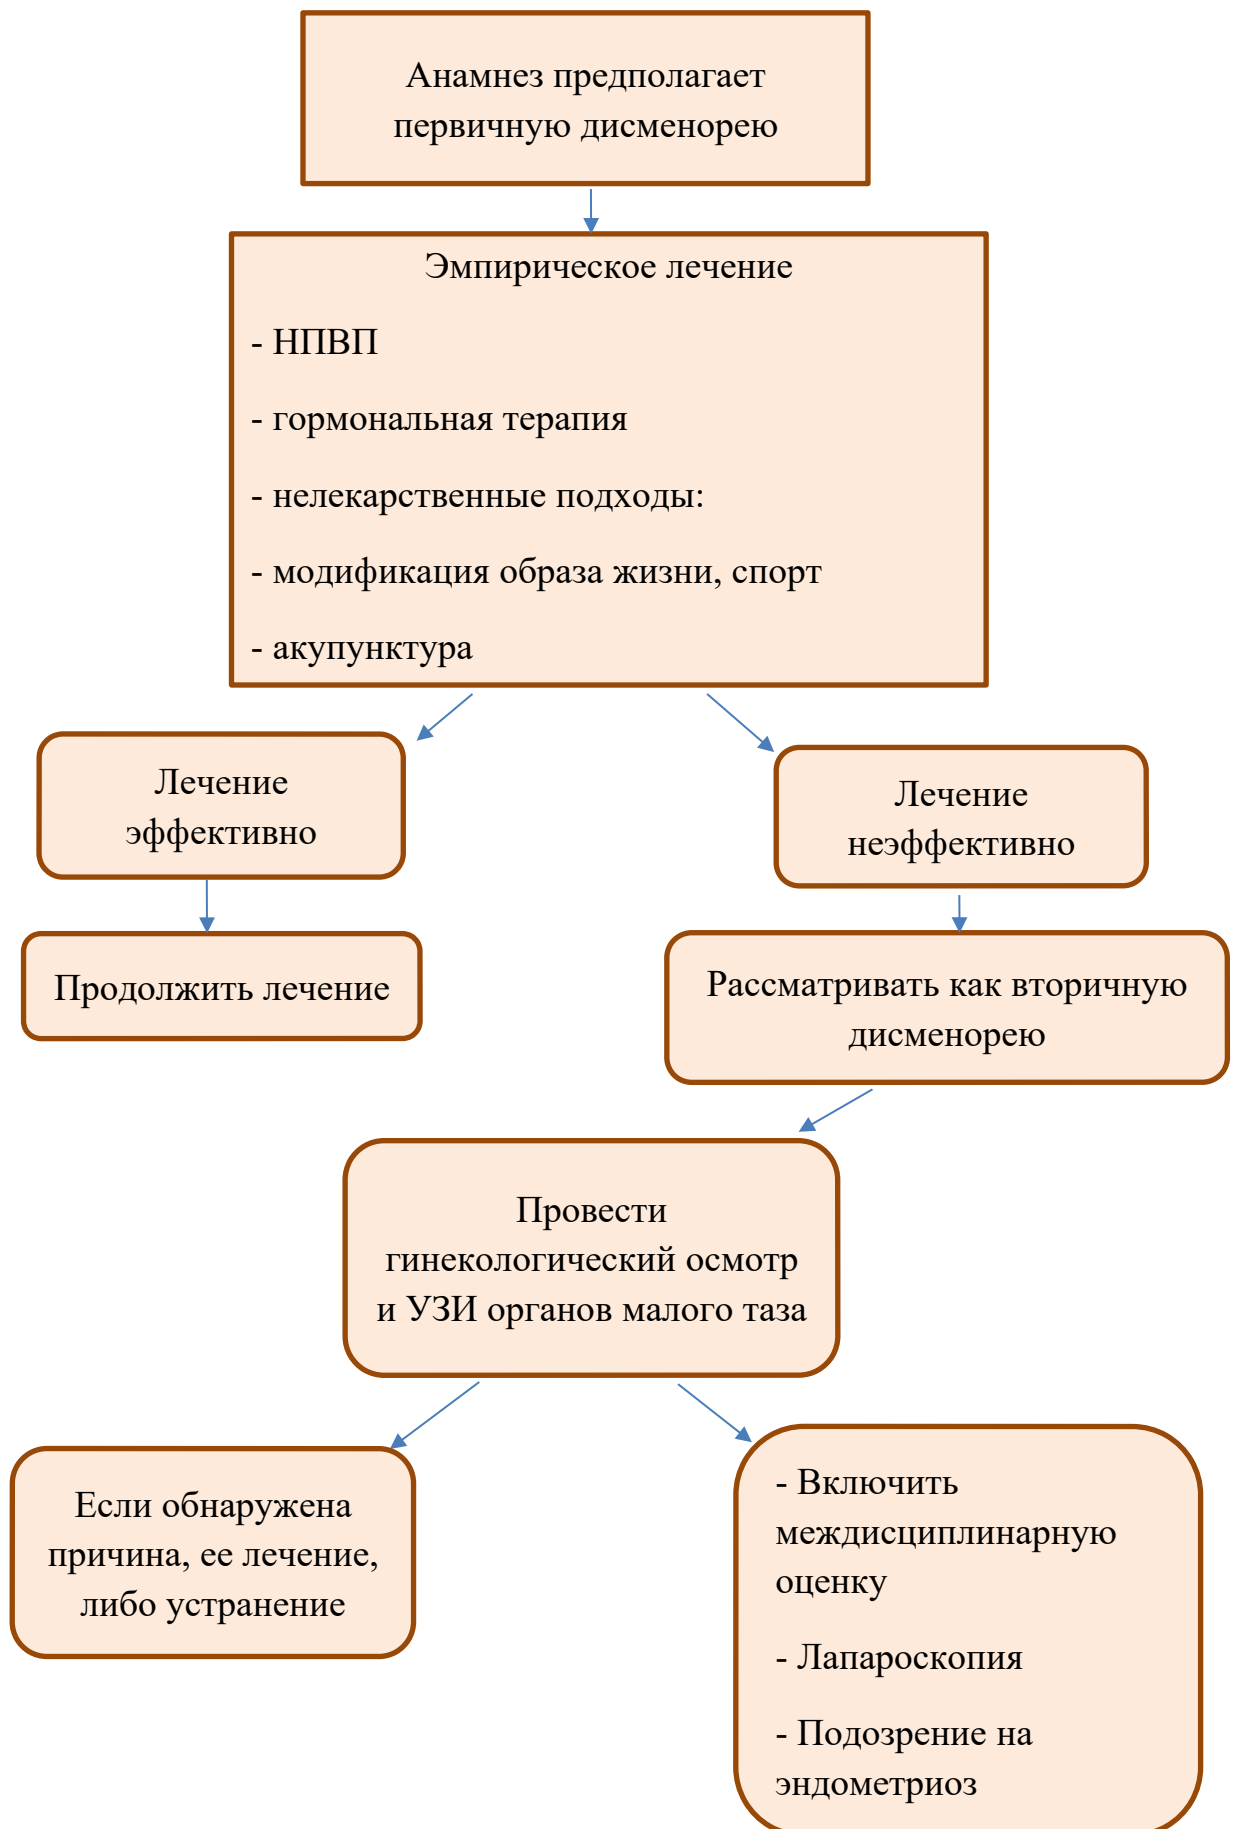 Анамнез предполагает
первичную дисменорею
Эмпирическое лечение
- НПВП
- гормональная терапия
- нелекарственные подходы:
- модификация образа жизни, спорт
- акупунктура
Лечение
эффективно
Лечение
неэффективно
Продолжить лечение
Рассматривать как вторичную
дисменорею
Провести
гинекологический осмотр
и УЗИ органов малого таза
Если обнаружена
причина, ее лечение,
либо устранение
- Включить
междисциплинарную
оценку
- Лапароскопия
- Подозрение на
эндометриоз